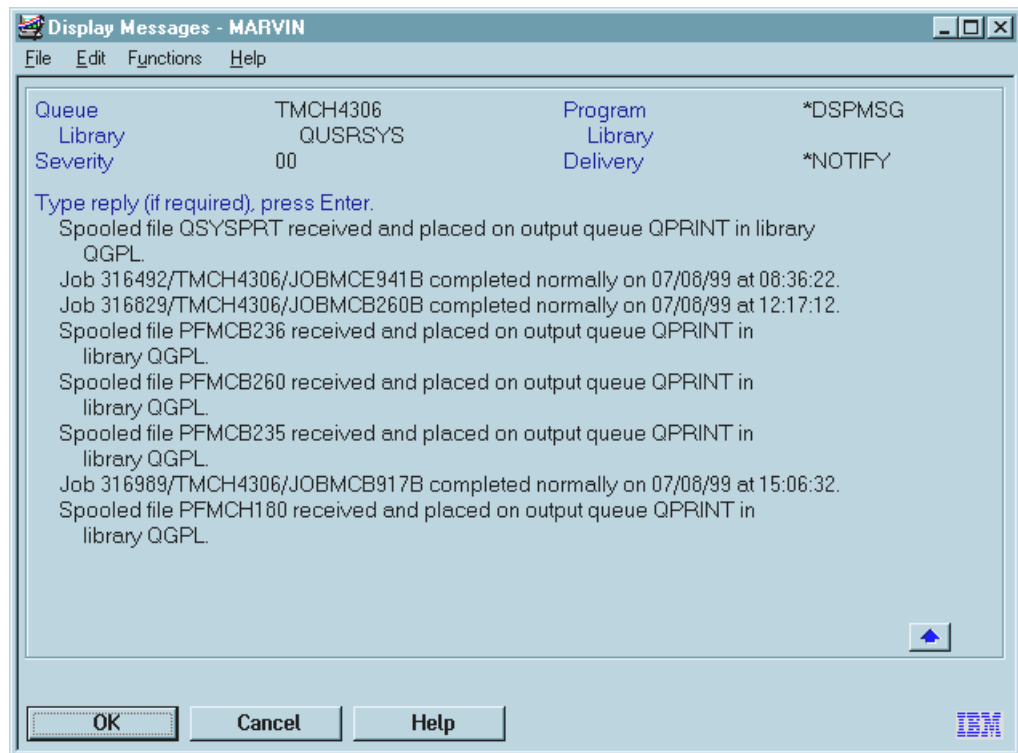 Display Messages - MARVIN
File Edit Functions Help
Queue TMCH4306 Program *DSPMSG
Library QUSRSYS Library
Severity 00 Delivery *NOTIFY
Type reply (if required), press Enter.
Spooled file QSYSPRT received and placed on output queue QPRINT in library
QGPL.
Job 316492/TMCH4306/JOBMCE941B completed normally on 07/08/99 at 08:36:22.
Job 316829/TMCH4306/JOBMCB260B completed normally on 07/08/99 at 12:17:12.
Spooled file PFMCB236 received and placed on output queue QPRINT in
library QGPL.
Spooled file PFMCB260 received and placed on output queue QPRINT in
library QGPL.
Spooled file PFMCB235 received and placed on output queue QPRINT in
library QGPL.
Job 316989/TMCH4306/JOBMCB917B completed normally on 07/08/99 at 15:06:32.
Spooled file PFMCH180 received and placed on output queue QPRINT in
library QGPL.
OK Cancel Help IBM